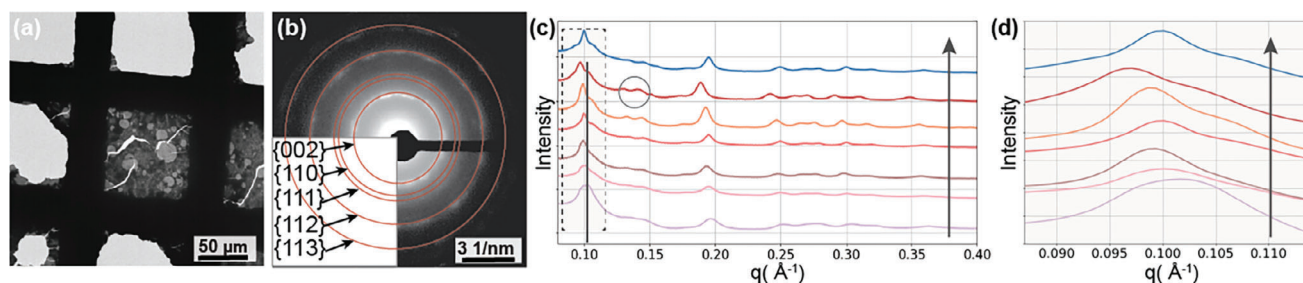 (a)
50 µm
(b)
{002}
{110}
{111}
{112}
{113}
3 1/nm
(c)
Intensity
0.10 0.15 0.20 0.25 0.30 0.35 0.40
q( Å⁻¹)
(d)
Intensity
0.090 0.095 0.100 0.105 0.110
q( Å⁻¹)